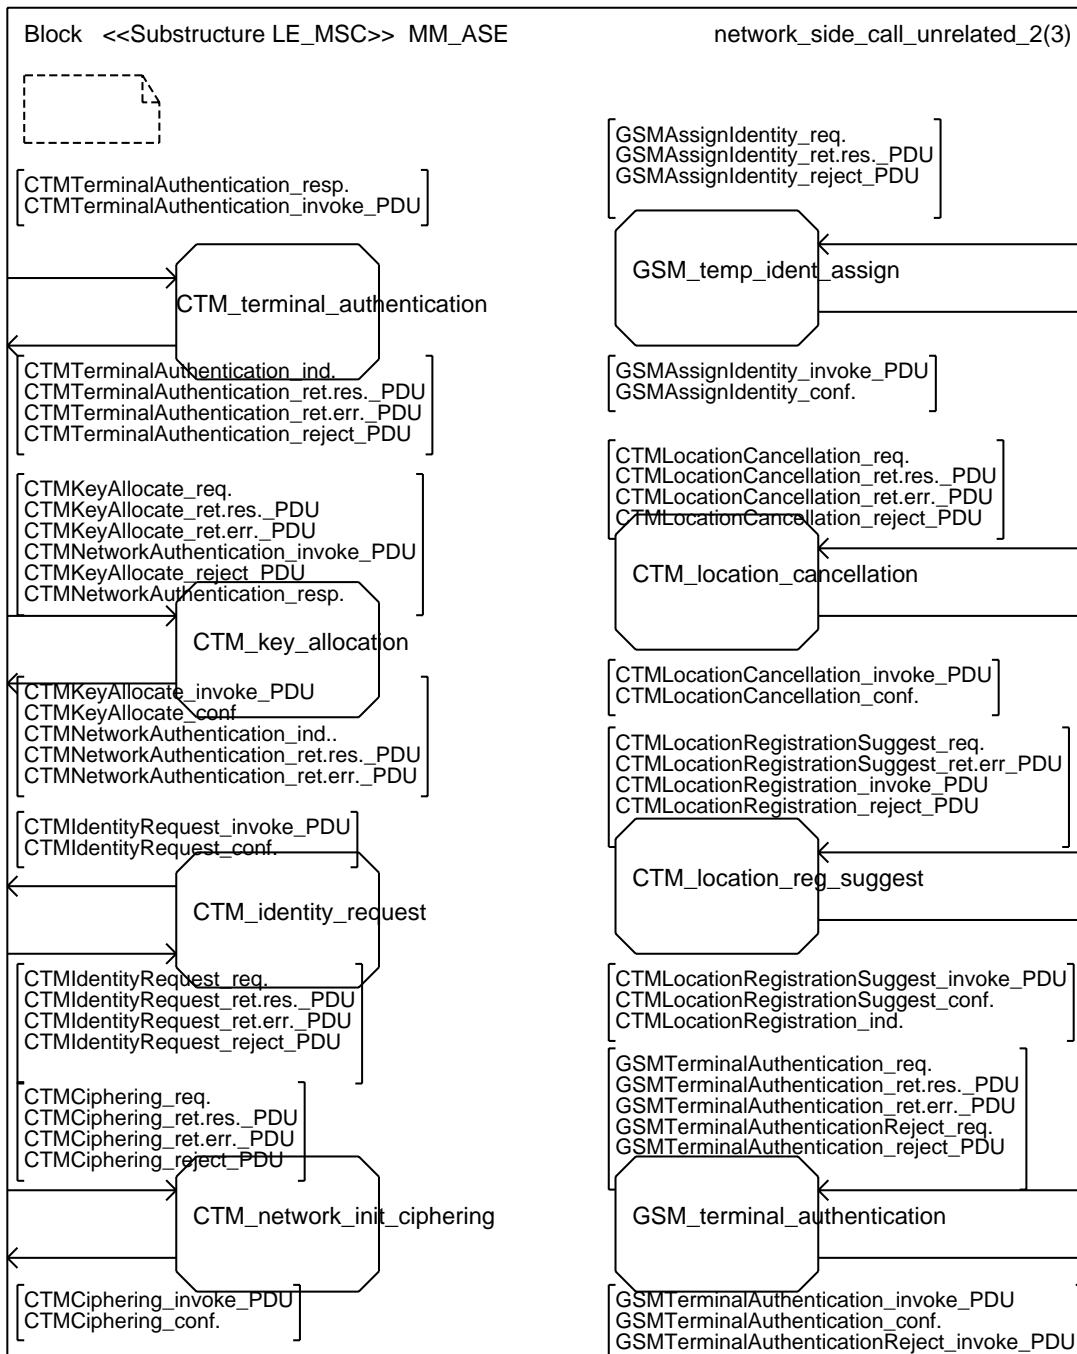 Block <<Substructure LE_MSC>> MM_ASE
network_side_call_unrelated_2(3)
CTMTerminalAuthentication_resp.
CTMTerminalAuthentication_invoke_PDU
CTM_terminal_authentication
CTMTerminalAuthentication_ind.
CTMTerminalAuthentication_ret.res._PDU
CTMTerminalAuthentication_ret.err._PDU
CTMTerminalAuthentication_reject_PDU
CTMKeyAllocate_req.
CTMKeyAllocate_ret.res._PDU
CTMKeyAllocate_ret.err._PDU
CTMNetworkAuthentication_invoke_PDU
CTMKeyAllocate_reject_PDU
CTMNetworkAuthentication_resp.
CTM_key_allocation
CTMKeyAllocate_invoke_PDU
CTMKeyAllocate_conf
CTMNetworkAuthentication_ind..
CTMNetworkAuthentication_ret.res._PDU
CTMNetworkAuthentication_ret.err._PDU
CTMIdentityRequest_invoke_PDU
CTMIdentityRequest_conf.
CTM_identity_request
CTMIdentityRequest_req.
CTMIdentityRequest_ret.res._PDU
CTMIdentityRequest_ret.err._PDU
CTMIdentityRequest_reject_PDU
CTMCiphering_req.
CTMCiphering_ret.res._PDU
CTMCiphering_ret.err._PDU
CTMCiphering_reject_PDU
CTM_network_init_ciphering
CTMCiphering_invoke_PDU
CTMCiphering_conf.
GSMAssignIdentity_req.
GSMAssignIdentity_ret.res._PDU
GSMAssignIdentity_reject_PDU
GSM_temp_ident_assign
GSMAssignIdentity_invoke_PDU
GSMAssignIdentity_conf.
CTMLocationCancellation_req.
CTMLocationCancellation_ret.res._PDU
CTMLocationCancellation_ret.err._PDU
CTMLocationCancellation_reject_PDU
CTM_location_cancellation
CTMLocationCancellation_invoke_PDU
CTMLocationCancellation_conf.
CTMLocationRegistrationSuggest_req.
CTMLocationRegistrationSuggest_ret.err_PDU
CTMLocationRegistration_invoke_PDU
CTMLocationRegistration_reject_PDU
CTM_location_reg_suggest
CTMLocationRegistrationSuggest_invoke_PDU
CTMLocationRegistrationSuggest_conf.
CTMLocationRegistration_ind.
GSMTerminalAuthentication_req.
GSMTerminalAuthentication_ret.res._PDU
GSMTerminalAuthentication_ret.err._PDU
GSMTerminalAuthenticationReject_req.
GSMTerminalAuthentication_reject_PDU
GSM_terminal_authentication
GSMTerminalAuthentication_invoke_PDU
GSMTerminalAuthentication_conf.
GSMTerminalAuthenticationReject_invoke_PDU